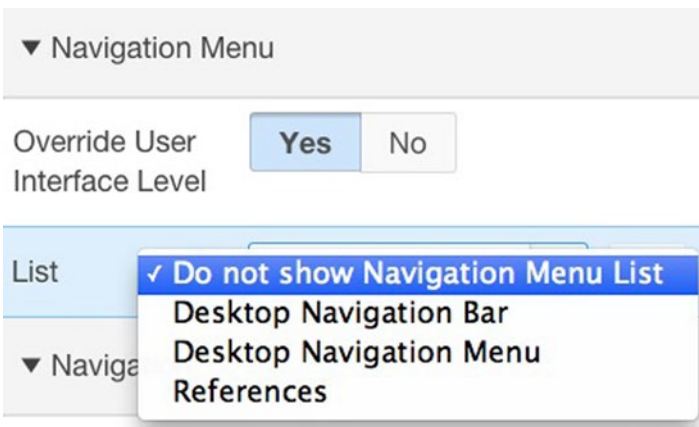 ▼ Navigation Menu
Override User
Interface Level
Yes No
List
✓ Do not show Navigation Menu List
Desktop Navigation Bar
Desktop Navigation Menu
References
▼ Naviga